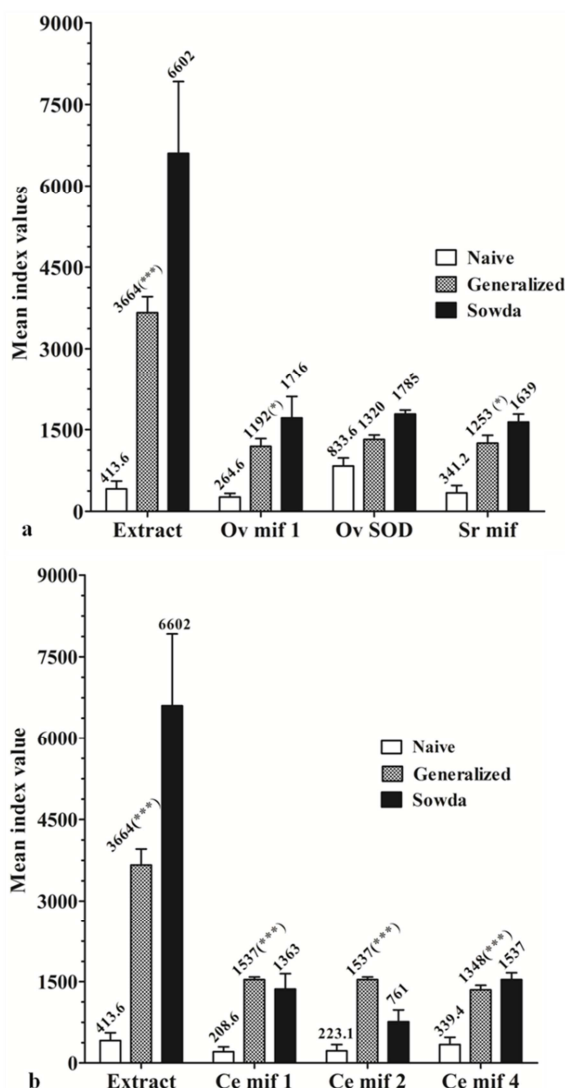 Mean index values
9000
7500
6000
4500
3000
1500
0
413.6
3664(***)
6602
264.6
1192(*)
1716
833.6
1320
1785
341.2
1253 (*)
1639
Naive
Generalized
Sowda
a
Extract
Ov mif 1
Ov SOD
Sr mif
Mean index value
9000
7500
6000
4500
3000
1500
0
413.6
3664(***)
6602
208.6
1537(***)
1363
223.1
1537(***)
761
339.4
1348(***)
1537
Naive
Generalized
Sowda
b
Extract
Ce mif 1
Ce mif 2
Ce mif 4